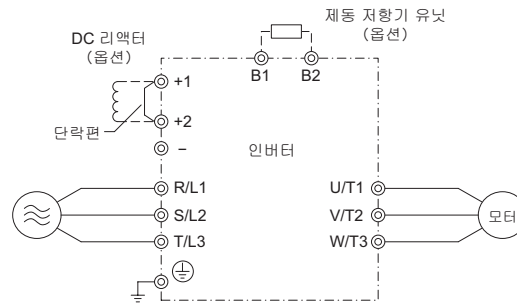 제동 저항기 유닛
(옵션)
DC 리액터
(옵션)
B1 B2
+1
+2
단락편
−
인버터
R/L1
S/L2
T/L3
U/T1
V/T2
W/T3
모터